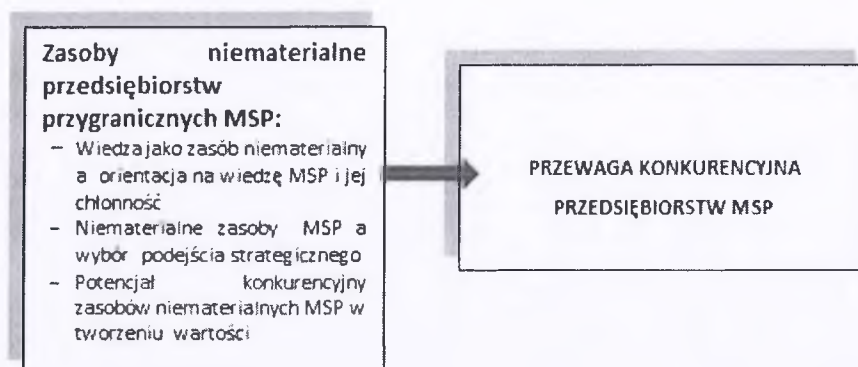 Zasoby niematerialne
przedsiębiorstw
przygranicznych MSP:
– Wiedza jako zasób niematerialny
a orientacja na wiedzę MSP i jej
chłonność
– Niematerialne zasoby MSP a
wybór podejścia strategicznego
– Potencjał konkurencyjny
zasobów niematerialnych MSP w
tworzeniu wartości
PRZEWAGA KONKURENCYJNA
PRZEDSIĘBIORSTW MSP